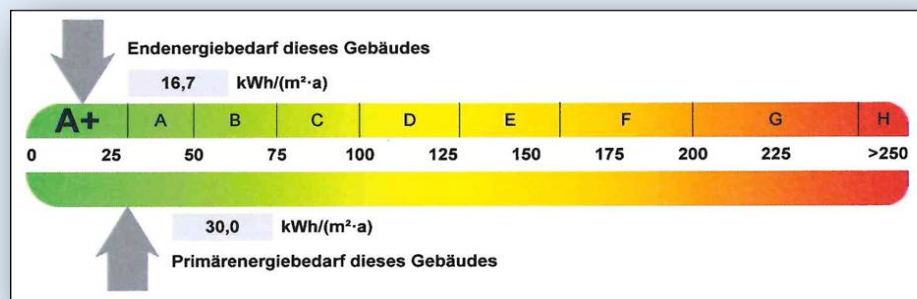 Endenergiebedarf dieses Gebäudes
16,7 kWh/(m²·a)
A+ A B C D E F G H
0 25 50 75 100 125 150 175 200 225 >250
30,0 kWh/(m²·a)
Primärenergiebedarf dieses Gebäudes